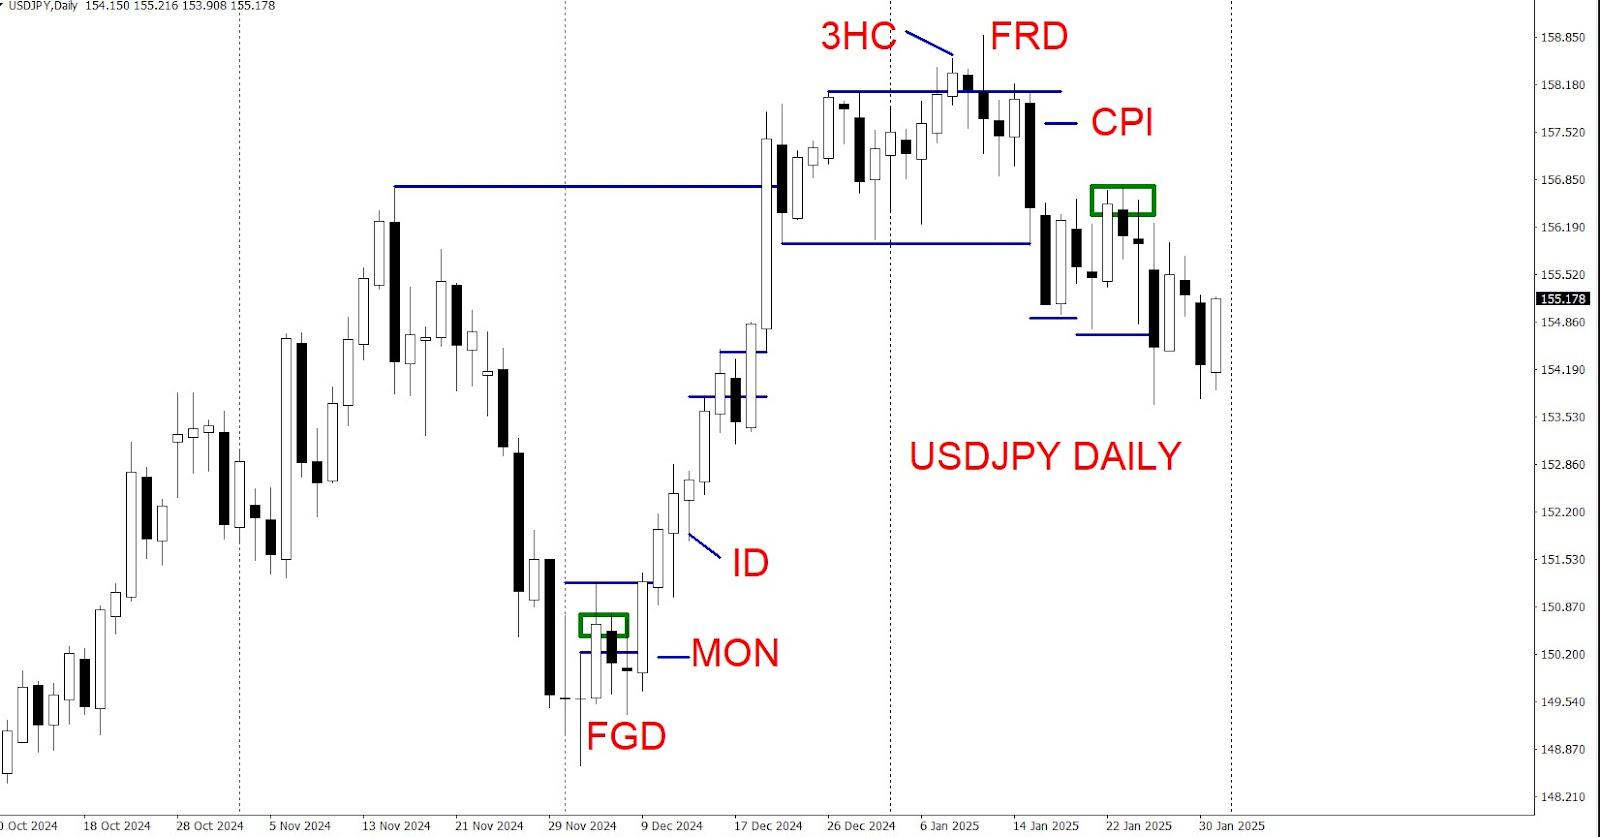 USDJPY,Daily 154.150 155.216 153.908 155.178
3HC
FRD
158.850
158.180
CPI
157.520
156.850
156.190
155.520
155.178
154.860
154.190
153.530
USDJPY DAILY
152.860
152.200
ID
151.530
150.870
MON
150.200
149.540
FGD
148.870
148.210
0 Oct 2024 18 Oct 2024 28 Oct 2024 5 Nov 2024 13 Nov 2024 21 Nov 2024 29 Nov 2024 9 Dec 2024 17 Dec 2024 26 Dec 2024 6 Jan 2025 14 Jan 2025 22 Jan 2025 30 Jan 2025